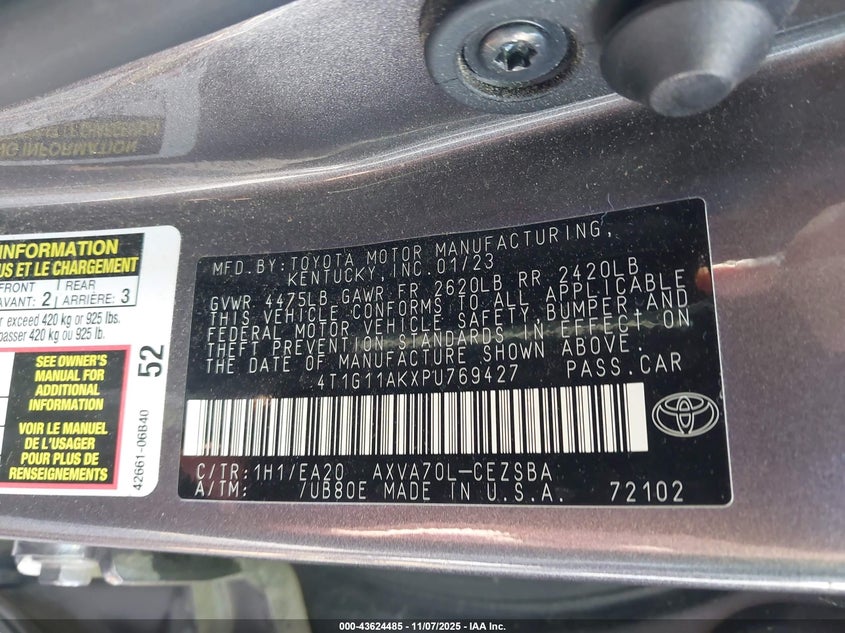 INFORMATION
US ET LE CHARGEMENT
FRONT
AVANT: 2
REAR
ARRIÈRE: 3
r exceed 420 kg or 925 lbs.
passer 420 kg ou 925 lb.
SEE OWNER'S
MANUAL FOR
ADDITIONAL
INFORMATION
VOIR LE MANUEL
DE L'USAGER
POUR PLUS DE
RENSEIGNEMENTS
52
42661-06B40
MFD.BY:TOYOTA MOTOR MANUFACTURING,
KENTUCKY, INC. 01/23
GVWR. 4475LB. GAWR. FR 2620LB RR 2420LB
THIS VEHICLE CONFORMS TO ALL APPLICABLE
FEDERAL MOTOR VEHICLE SAFETY, BUMPER, AND
THEFT PREVENTION STANDARDS IN EFFECT ON
THE DATE OF MANUFACTURE SHOWN ABOVE.
4T1G11AKXPU769427 PASS.CAR
C/TR:1H1/EA20 AXVA70L-CEZSBA
A/TM: /UB80E MADE IN U.S.A. 72102
000-43624485 - 11/07/2025 - IAA Inc.